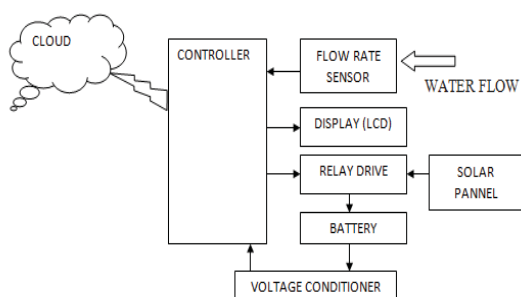 CLOUD
CONTROLLER
FLOW RATE
SENSOR
WATER FLOW
DISPLAY (LCD)
RELAY DRIVE
SOLAR
PANNEL
BATTERY
VOLTAGE CONDITIONER